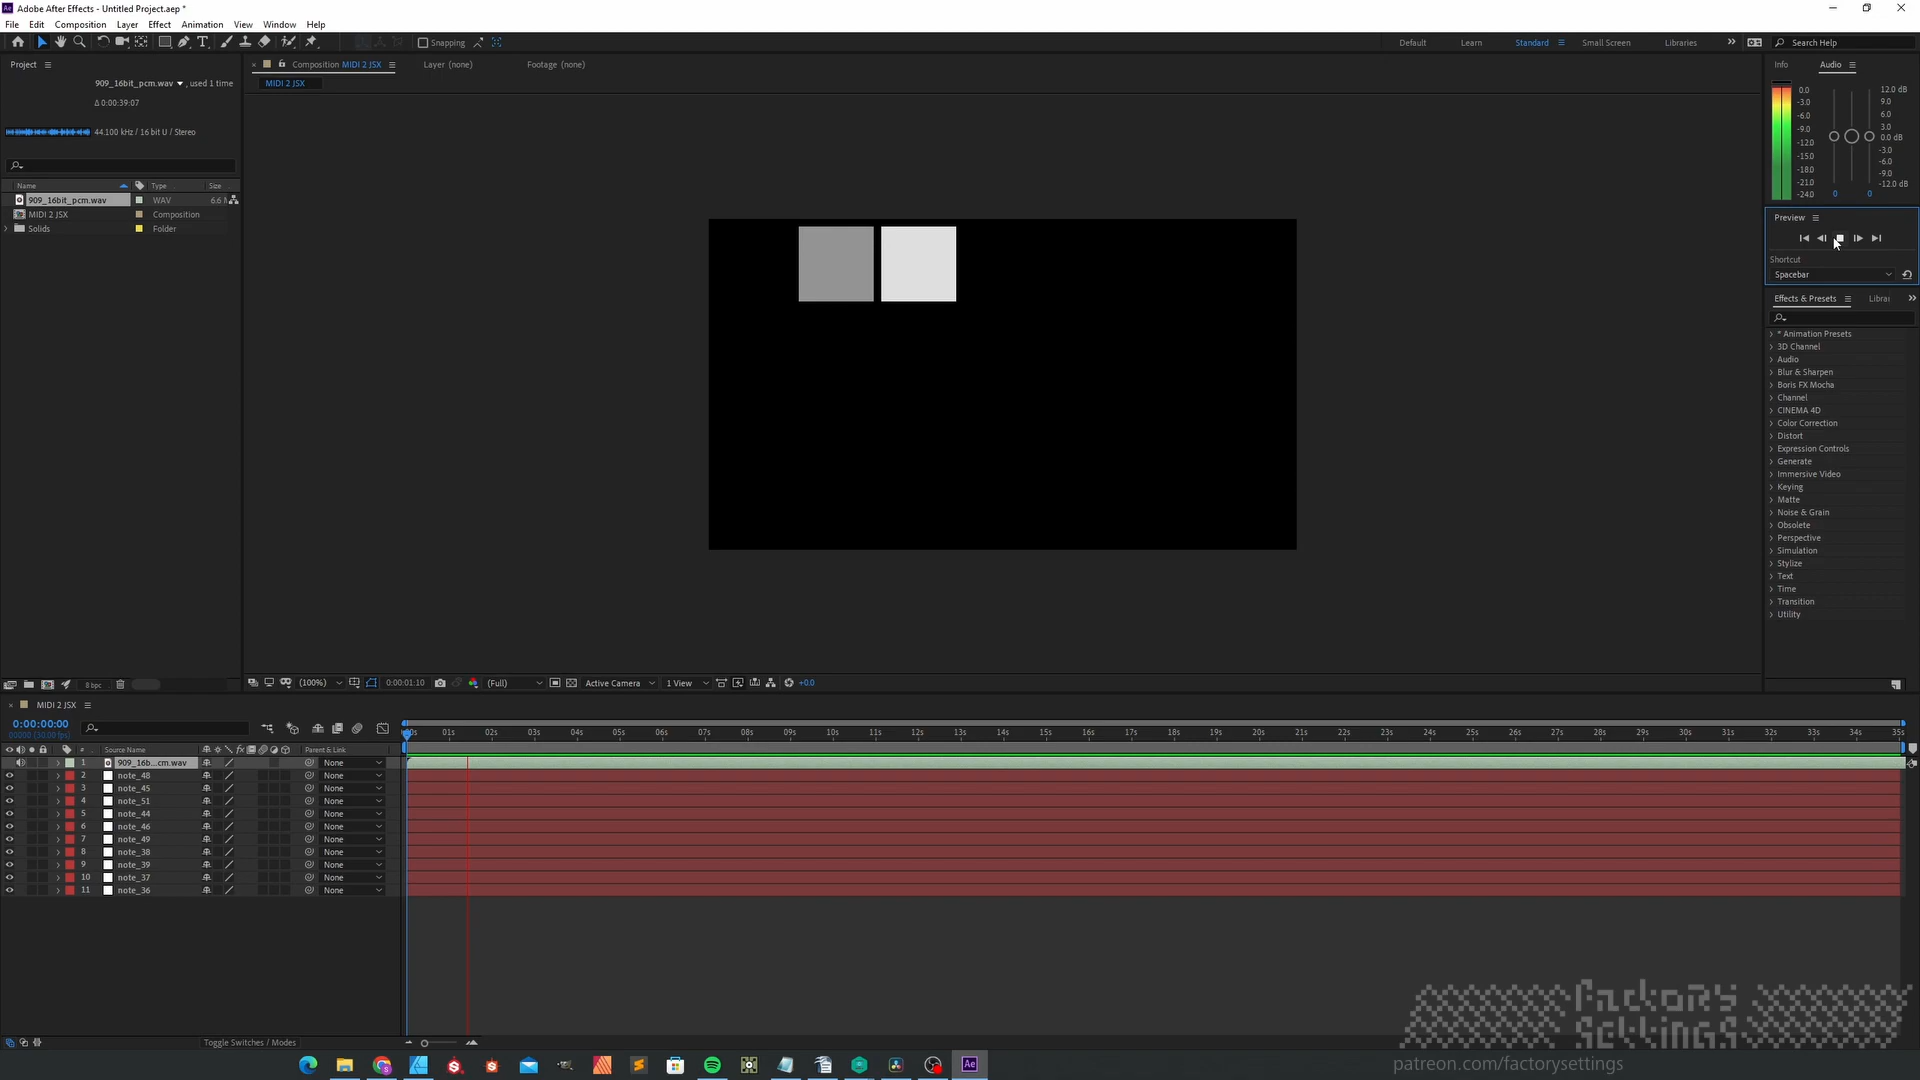 Adobe After Effects - Untitled Project.aep *
File Edit Composition Layer Effect Animation View Window Help
Snapping
Default Learn Standard Small Screen Libraries Search Help
Project
909_16bit_pcm.wav , used 1 time
Δ 0:00:39:07
44.100 kHz / 16 bit U / Stereo
Name Type Size
909_16bit_pcm.wav WAV 6.6
MIDI 2 JSX Composition
Solids Folder
8 bpc
Composition MIDI 2 JSX
Layer (none)
Footage (none)
MIDI 2 JSX
(100%) 0:00:01:10 (Full) Active Camera 1 View +0.0
Info Audio
0.0
-3.0
-6.0
-9.0
-12.0
-15.0
-18.0
-21.0
-24.0
12.0 dB
9.0
6.0
3.0
0.0 dB
-3.0
-6.0
-9.0
-12.0 dB
0 0
Preview
Shortcut
Spacebar
Effects & Presets Librai
* Animation Presets
3D Channel
Audio
Blur & Sharpen
Boris FX Mocha
Channel
CINEMA 4D
Color Correction
Distort
Expression Controls
Generate
Immersive Video
Keying
Matte
Noise & Grain
Obsolete
Perspective
Simulation
Stylize
Text
Time
Transition
Utility
MIDI 2 JSX
0:00:00:00
00000 (30.00 fps)
# Source Name Parent & Link
01s 02s 03s 04s 05s 06s 07s 08s 09s 10s 11s 12s 13s 14s 15s 16s 17s 18s 19s 20s 21s 22s 23s 24s 25s 26s 27s 28s 29s 30s 31s 32s 33s 34s 35s
1 909_16b...cm.wav None
2 note_48 None
3 note_45 None
4 note_51 None
5 note_44 None
6 note_46 None
7 note_49 None
8 note_38 None
9 note_39 None
10 note_37 None
11 note_36 None
Toggle Switches / Modes
Factory
Settings
patreon.com/factorysettings